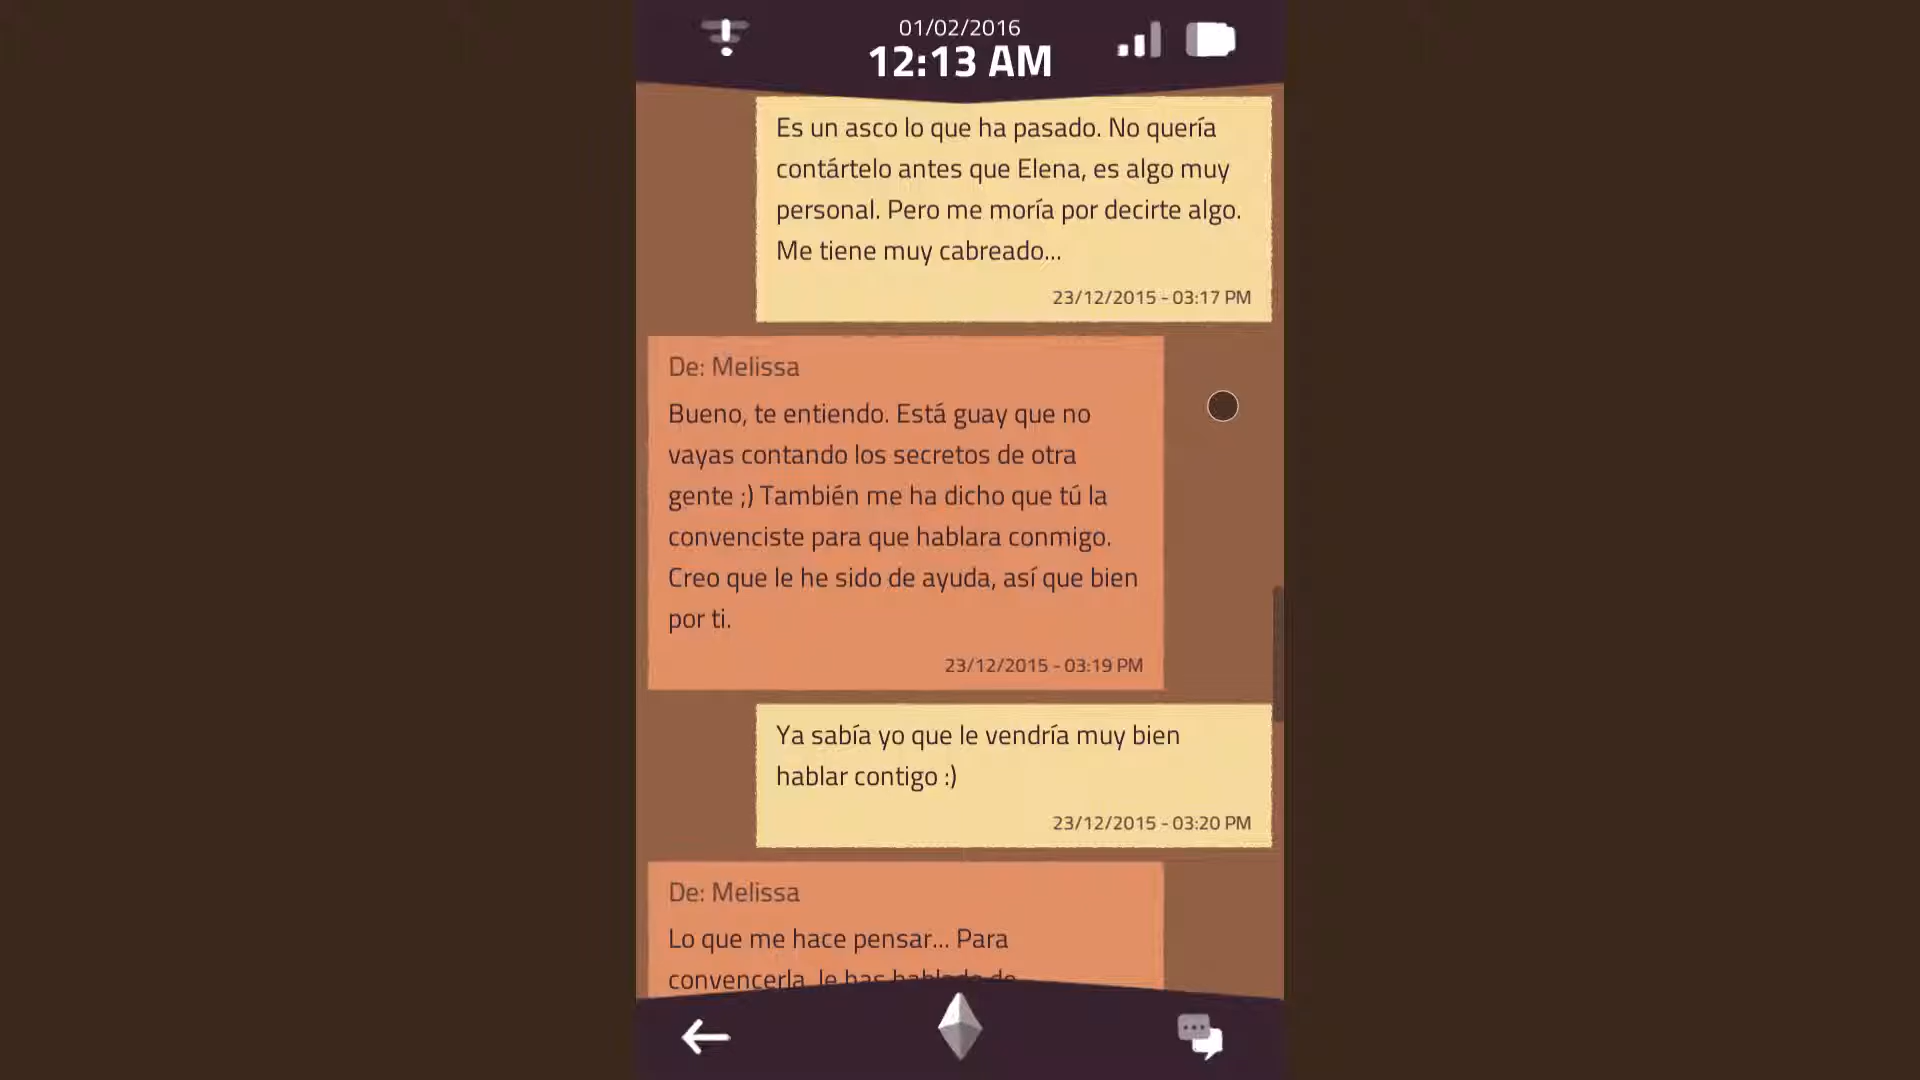 01/02/2016
12:13 AM
Es un asco lo que ha pasado. No quería
contártelo antes que Elena, es algo muy
personal. Pero me moría por decirte algo.
Me tiene muy cabreado...
23/12/2015 - 03:17 PM
De: Melissa
Bueno, te entiendo. Está guay que no
vayas contando los secretos de otra
gente ;) También me ha dicho que tú la
convenciste para que hablara conmigo.
Creo que le he sido de ayuda, así que bien
por ti.
23/12/2015 - 03:19 PM
Ya sabía yo que le vendría muy bien
hablar contigo :)
23/12/2015 - 03:20 PM
De: Melissa
Lo que me hace pensar... Para
convencerla, le has hablado de